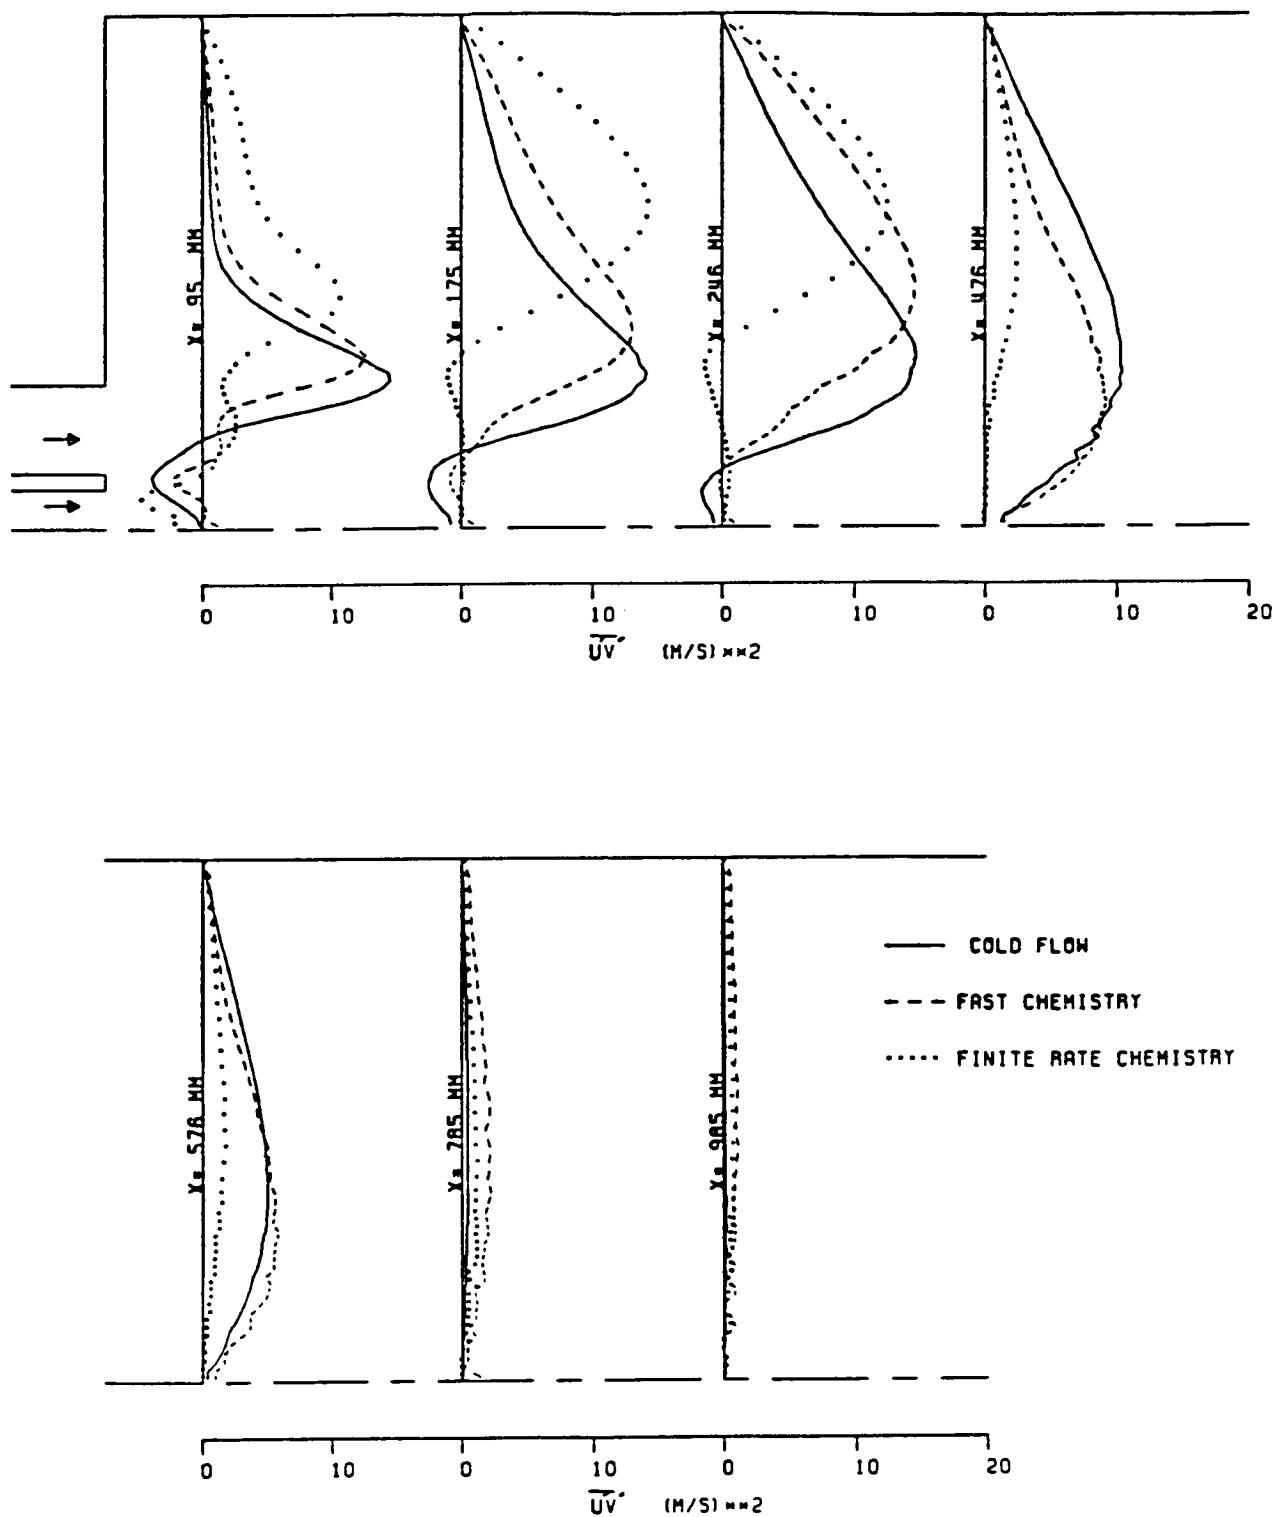 X= 95 MM
X= 175 MM
X= 246 MM
X= 476 MM
0 10 0 10 0 10 0 10 20
UV' (M/S)**2
COLD FLOW
FAST CHEMISTRY
FINITE RATE CHEMISTRY
X= 576 MM
X= 785 MM
X= 985 MM
0 10 0 10 0 10 20
UV' (M/S)**2